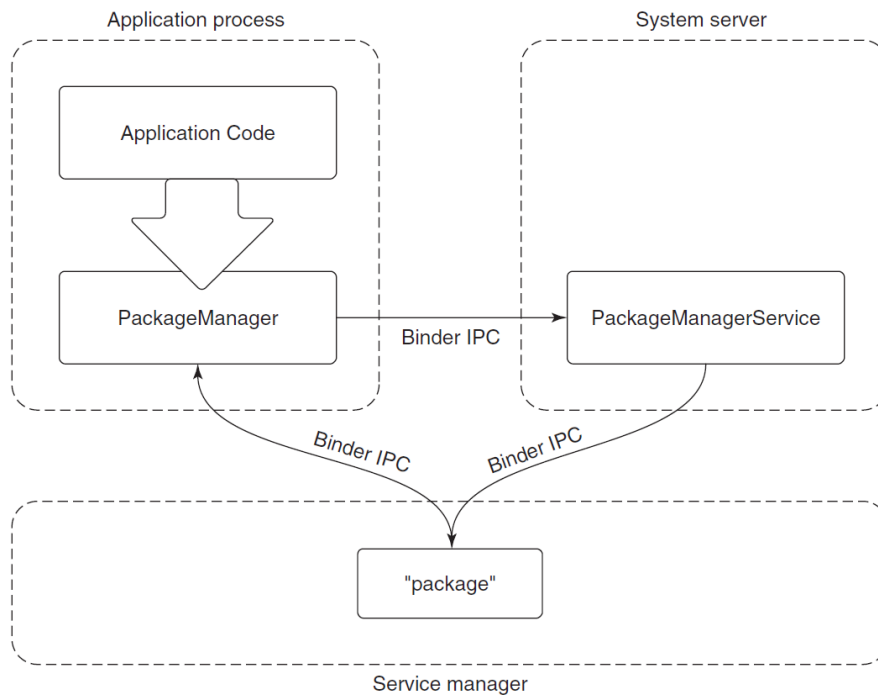 Application process
System server
Application Code
PackageManager
Binder IPC
PackageManagerService
Binder IPC
Binder IPC
"package"
Service manager